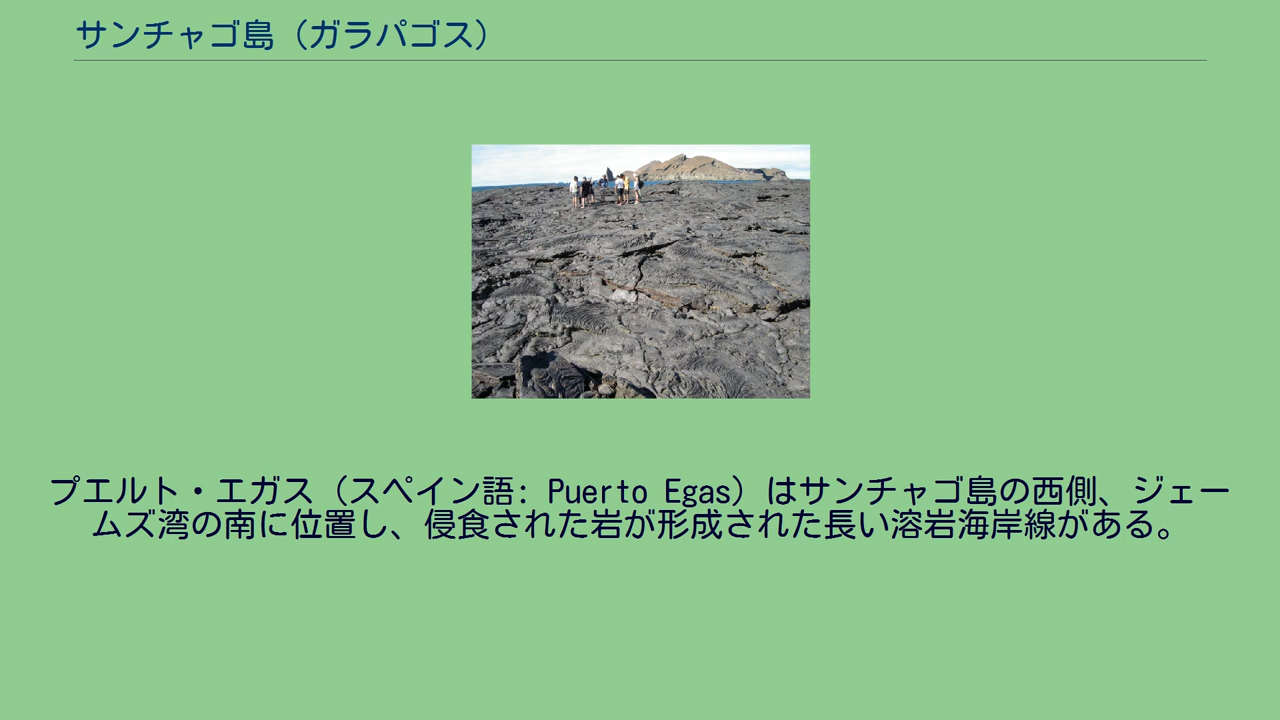 サンチャゴ島（ガラパゴス）
プエルト・エガス（スペイン語: Puerto Egas）はサンチャゴ島の西側、ジェー
ムズ湾の南に位置し、侵食された岩が形成された長い溶岩海岸線がある。